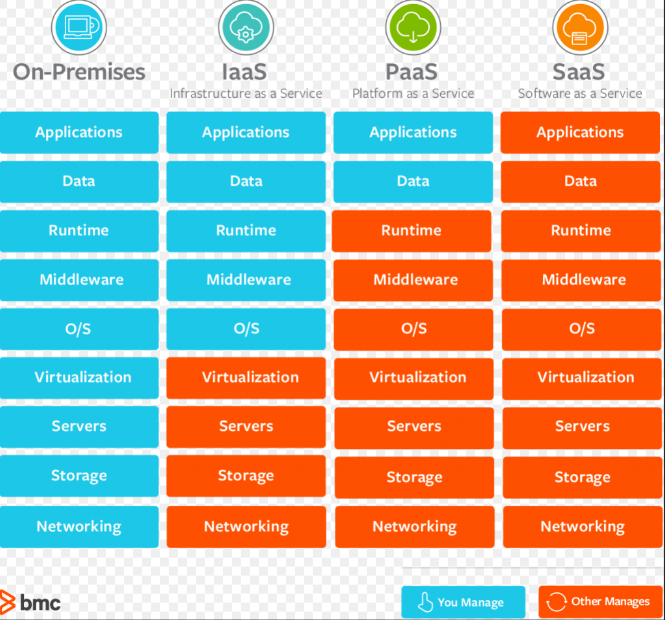 On-Premises
IaaS
PaaS
SaaS
Infrastructure as a Service
Platform as a Service
Software as a Service
Applications
Applications
Applications
Applications
Data
Data
Data
Data
Runtime
Runtime
Runtime
Runtime
Middleware
Middleware
Middleware
Middleware
O/S
O/S
O/S
O/S
Virtualization
Virtualization
Virtualization
Virtualization
Servers
Servers
Servers
Servers
Storage
Storage
Storage
Storage
Networking
Networking
Networking
Networking
bmc
You Manage
Other Manages